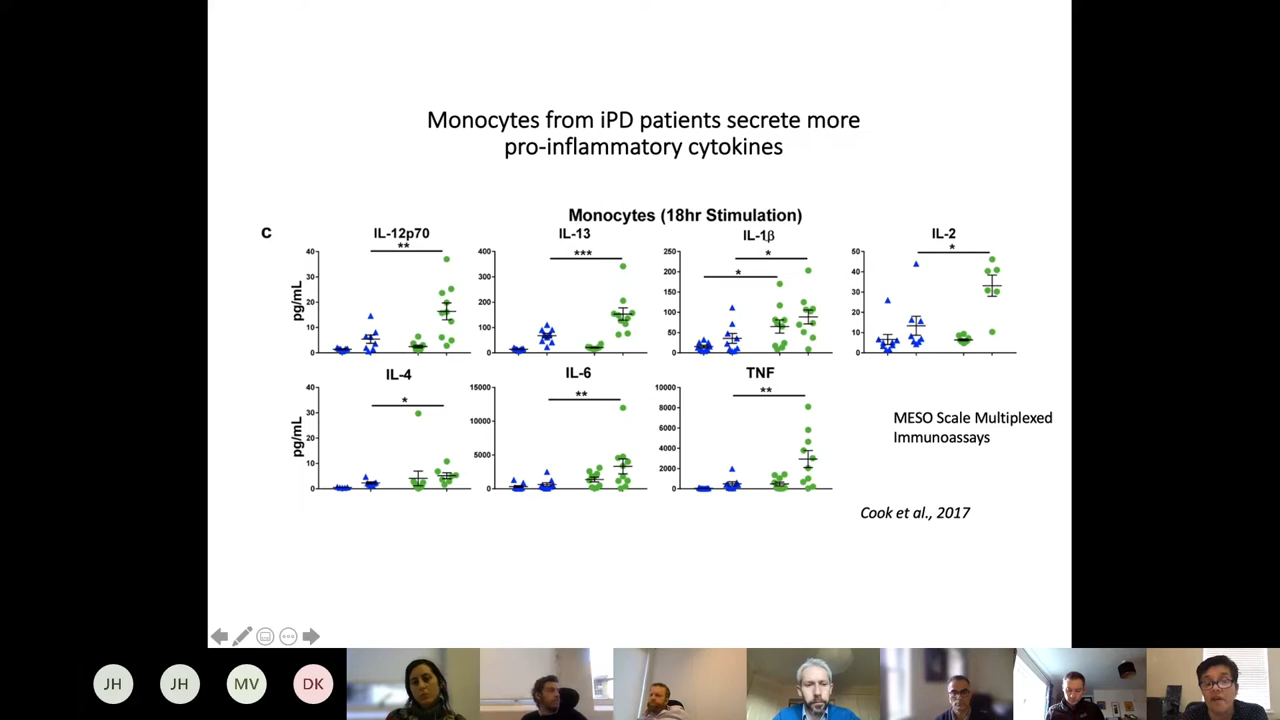 Monocytes from iPD patients secrete more
pro-inflammatory cytokines
Monocytes (18hr Stimulation)
C
IL-12p70
IL-13
IL-1β
IL-2
**
***
*
*
*
pg/mL
40
30
20
10
0
400
300
200
100
0
250
200
150
100
50
0
50
40
30
20
10
0
IL-4
IL-6
TNF
*
**
**
pg/mL
40
30
20
10
0
15000
10000
5000
0
10000
8000
6000
4000
2000
0
MESO Scale Multiplexed
Immunoassays
Cook et al., 2017
JH
JH
MV
DK